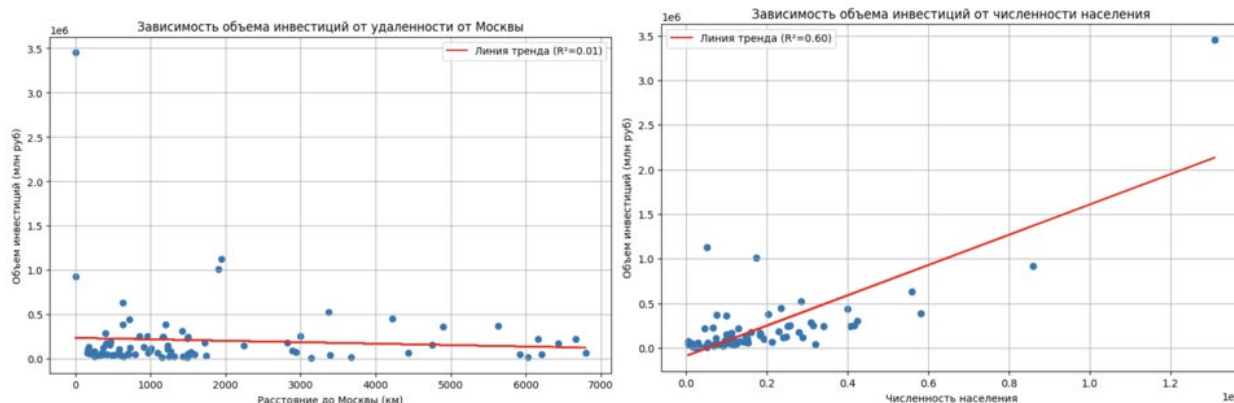 Зависимость объема инвестиций от удаленности от Москвы
1e6
Линия тренда (R²=0.01)
Объем инвестиций (млн руб)
3.5
3.0
2.5
2.0
1.5
1.0
0.5
0.0
0 1000 2000 3000 4000 5000 6000 7000
Расстояние до Москвы (км)
Зависимость объема инвестиций от численности населения
1e6
Линия тренда (R²=0.60)
Объем инвестиций (млн руб)
3.5
3.0
2.5
2.0
1.5
1.0
0.5
0.0
0.0 0.2 0.4 0.6 0.8 1.0 1.2
Численность населения